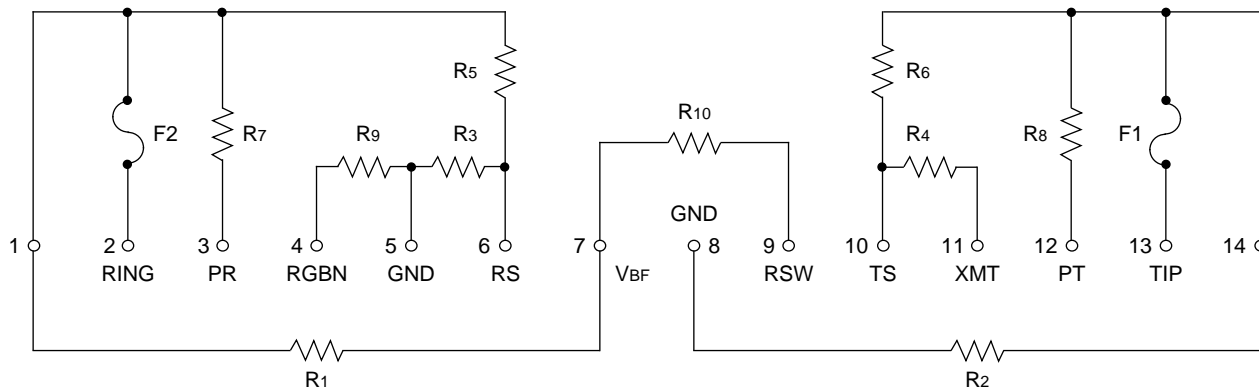 R5
R6
F2
R7
R9
R3
R10
R4
R8
F1
GND
1
2
3
4
5
6
7
8
9
10
11
12
13
14
RING
PR
RGBN
GND
RS
VBF
RSW
TS
XMT
PT
TIP
R1
R2